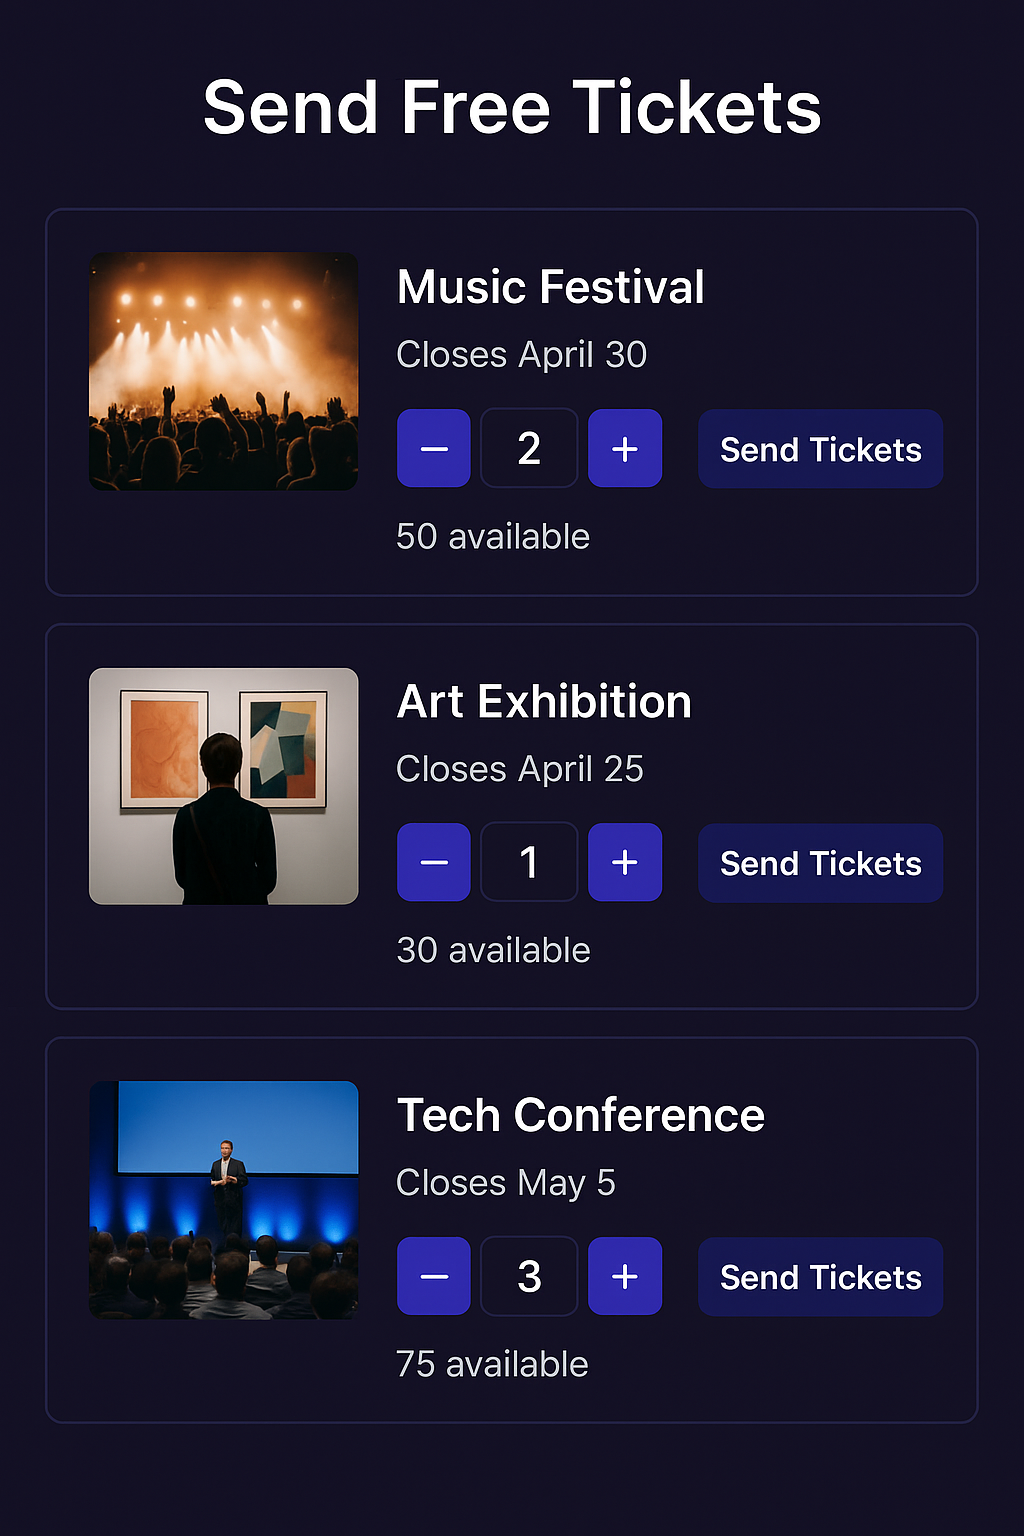 Send Free Tickets
Music Festival
Closes April 30
− 2 + Send Tickets
50 available
Art Exhibition
Closes April 25
− 1 + Send Tickets
30 available
Tech Conference
Closes May 5
− 3 + Send Tickets
75 available